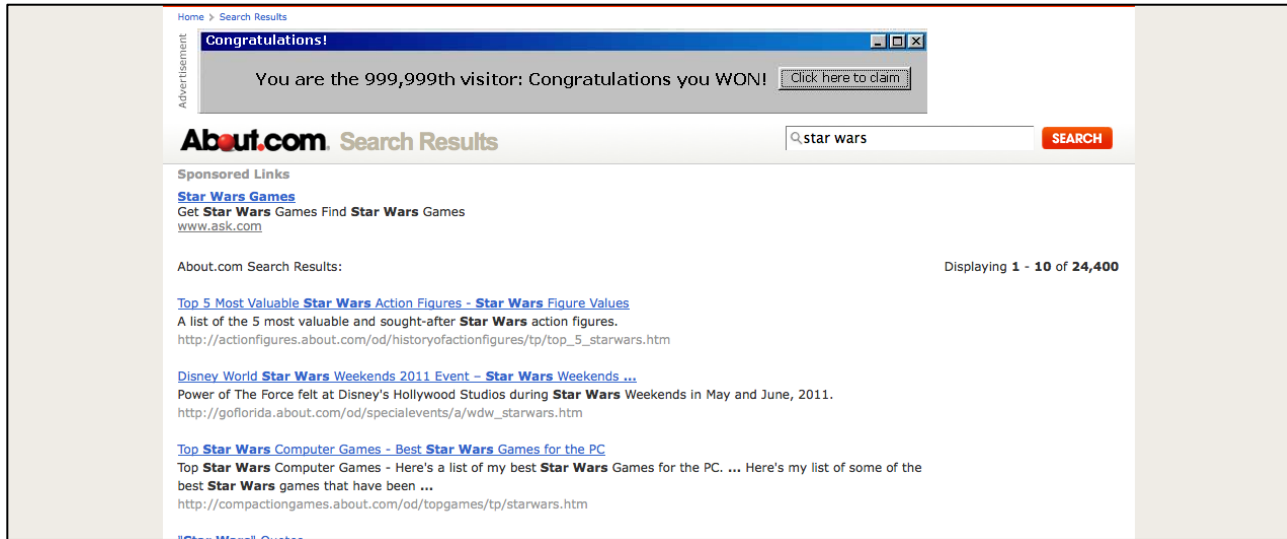 Home > Search Results
Advertisement
Congratulations!
You are the 999,999th visitor: Congratulations you WON! Click here to claim
About.com. Search Results
star wars SEARCH
Sponsored Links
Star Wars Games
Get Star Wars Games Find Star Wars Games
www.ask.com
About.com Search Results: Displaying 1 - 10 of 24,400
Top 5 Most Valuable Star Wars Action Figures - Star Wars Figure Values
A list of the 5 most valuable and sought-after Star Wars action figures.
http://actionfigures.about.com/od/historyofactionfigures/tp/top_5_starwars.htm
Disney World Star Wars Weekends 2011 Event – Star Wars Weekends ...
Power of The Force felt at Disney's Hollywood Studios during Star Wars Weekends in May and June, 2011.
http://goflorida.about.com/od/specialevents/a/wdw_starwars.htm
Top Star Wars Computer Games - Best Star Wars Games for the PC
Top Star Wars Computer Games - Here's a list of my best Star Wars Games for the PC. ... Here's my list of some of the
best Star Wars games that have been ...
http://compactiongames.about.com/od/topgames/tp/starwars.htm
"Star Wars" Quotes